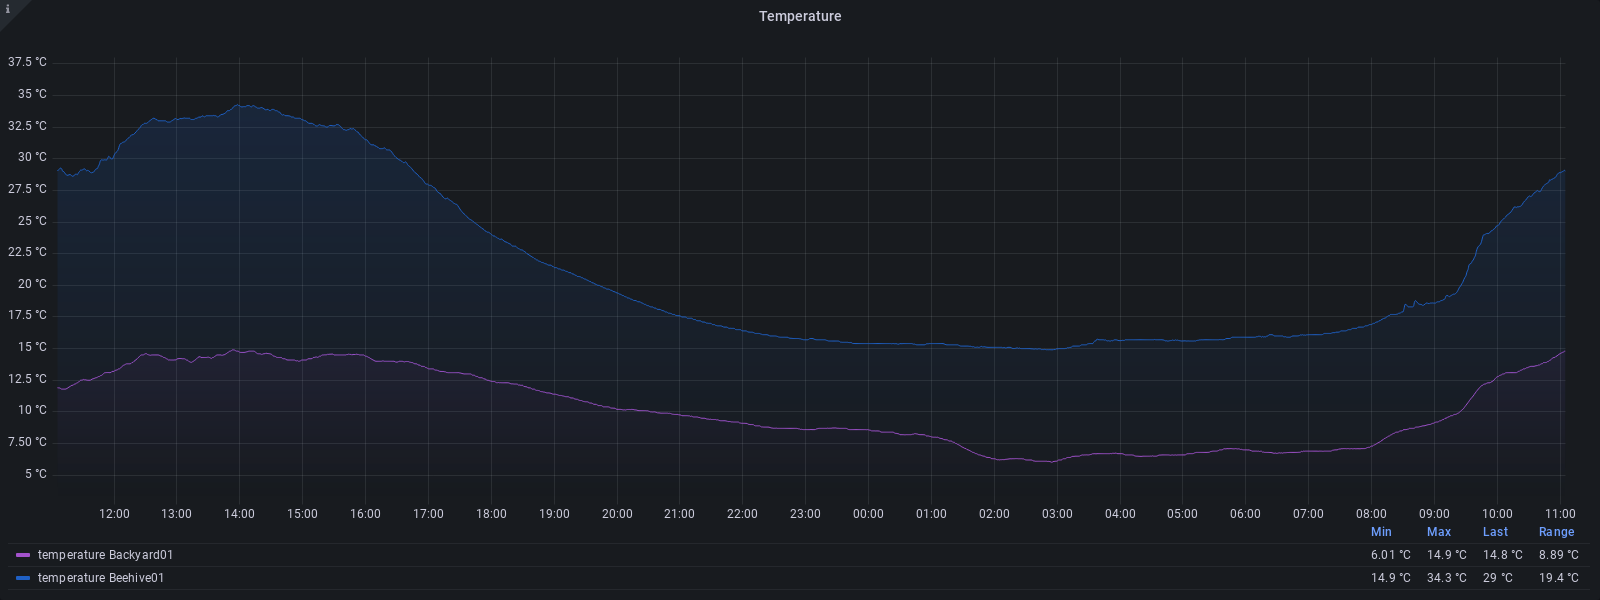 i
Temperature
37.5 °C
35 °C
32.5 °C
30 °C
27.5 °C
25 °C
22.5 °C
20 °C
17.5 °C
15 °C
12.5 °C
10 °C
7.50 °C
5 °C
12:00 13:00 14:00 15:00 16:00 17:00 18:00 19:00 20:00 21:00 22:00 23:00 00:00 01:00 02:00 03:00 04:00 05:00 06:00 07:00 08:00 09:00 10:00 11:00
Min Max Last Range
temperature Backyard01 6.01 °C 14.9 °C 14.8 °C 8.89 °C
temperature Beehive01 14.9 °C 34.3 °C 29 °C 19.4 °C